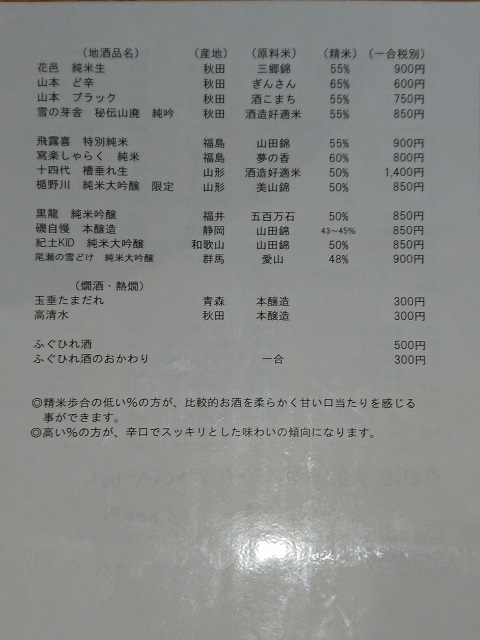 （地酒品名） （産地） （原料米） （精米） （一合税別）
花邑　純米生 秋田 三郷錦 55% 900円
山本　ど辛 秋田 ぎんさん 65% 600円
山本　ブラック 秋田 酒こまち 55% 750円
雪の芽舎　秘伝山廃　純吟 秋田 酒造好適米 55% 850円
飛露喜　特別純米 福島 山田錦 55% 900円
寫楽しゃらく　純米 福島 夢の香 60% 800円
十四代　槽垂れ生 山形 酒造好適米 50% 1,400円
楯野川　純米大吟醸　限定 山形 美山錦 50% 850円
黒龍　純米吟醸 福井 五百万石 50% 850円
磯自慢　本醸造 静岡 山田錦 43～45% 850円
紀土KID　純米大吟醸 和歌山 山田錦 50% 850円
尾瀬の雪どけ　純米大吟醸 群馬 愛山 48% 900円
（燗酒・熱燗）
玉垂たまだれ 青森 本醸造 300円
高清水 秋田 本醸造 300円
ふぐひれ酒 500円
ふぐひれ酒のおかわり 一合 300円
◎精米歩合の低い％の方が、比較的お酒を柔らかく甘い口当たりを感じる
事ができます。
◎高い％の方が、辛口でスッキリとした味わいの傾向になります。